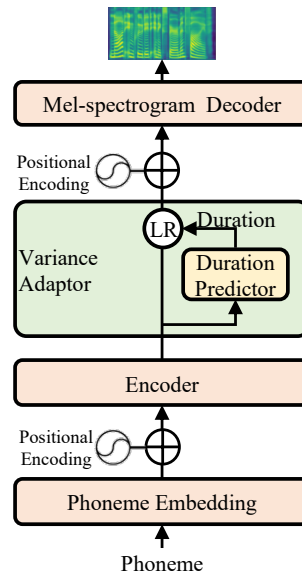 Mel-spectrogram Decoder
Positional
Encoding
LR
Duration
Variance
Adaptor
Duration
Predictor
Encoder
Positional
Encoding
Phoneme Embedding
Phoneme